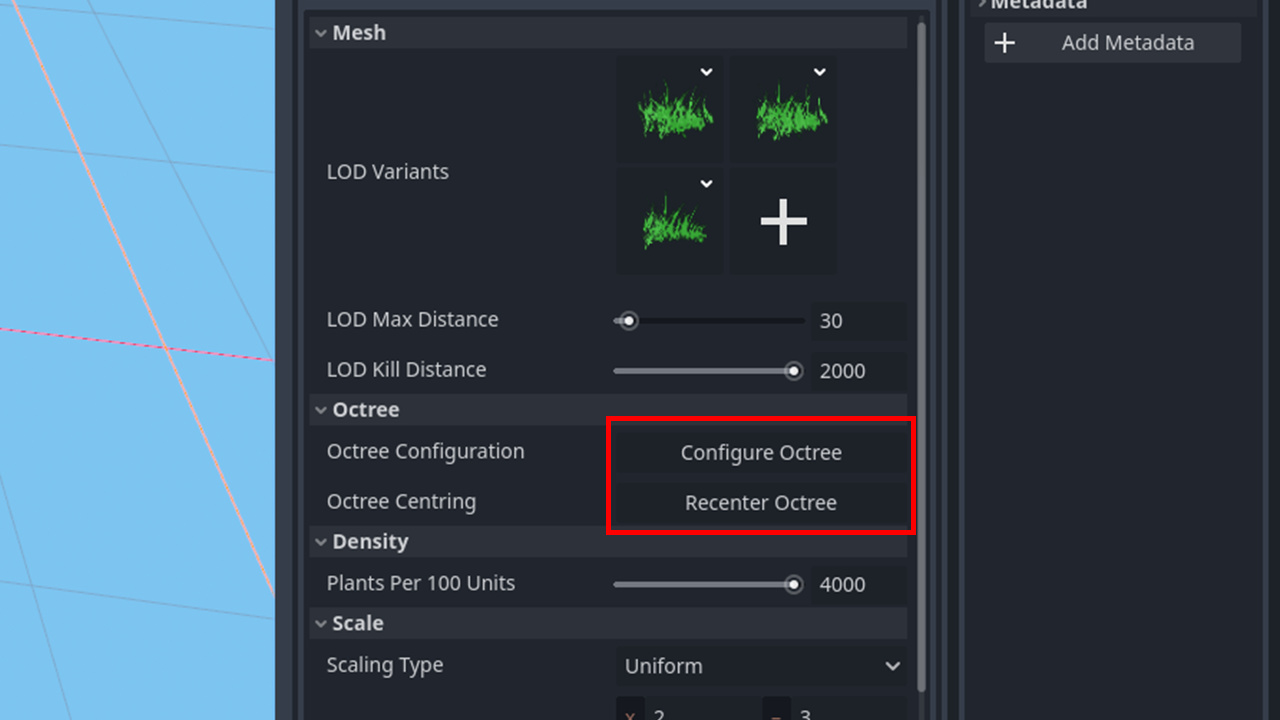 Mesh
LOD Variants
LOD Max Distance 30
LOD Kill Distance 2000
Octree
Octree Configuration Configure Octree
Octree Centring Recenter Octree
Density
Plants Per 100 Units 4000
Scale
Scaling Type Uniform
x 2 – 3
Metadata
Add Metadata